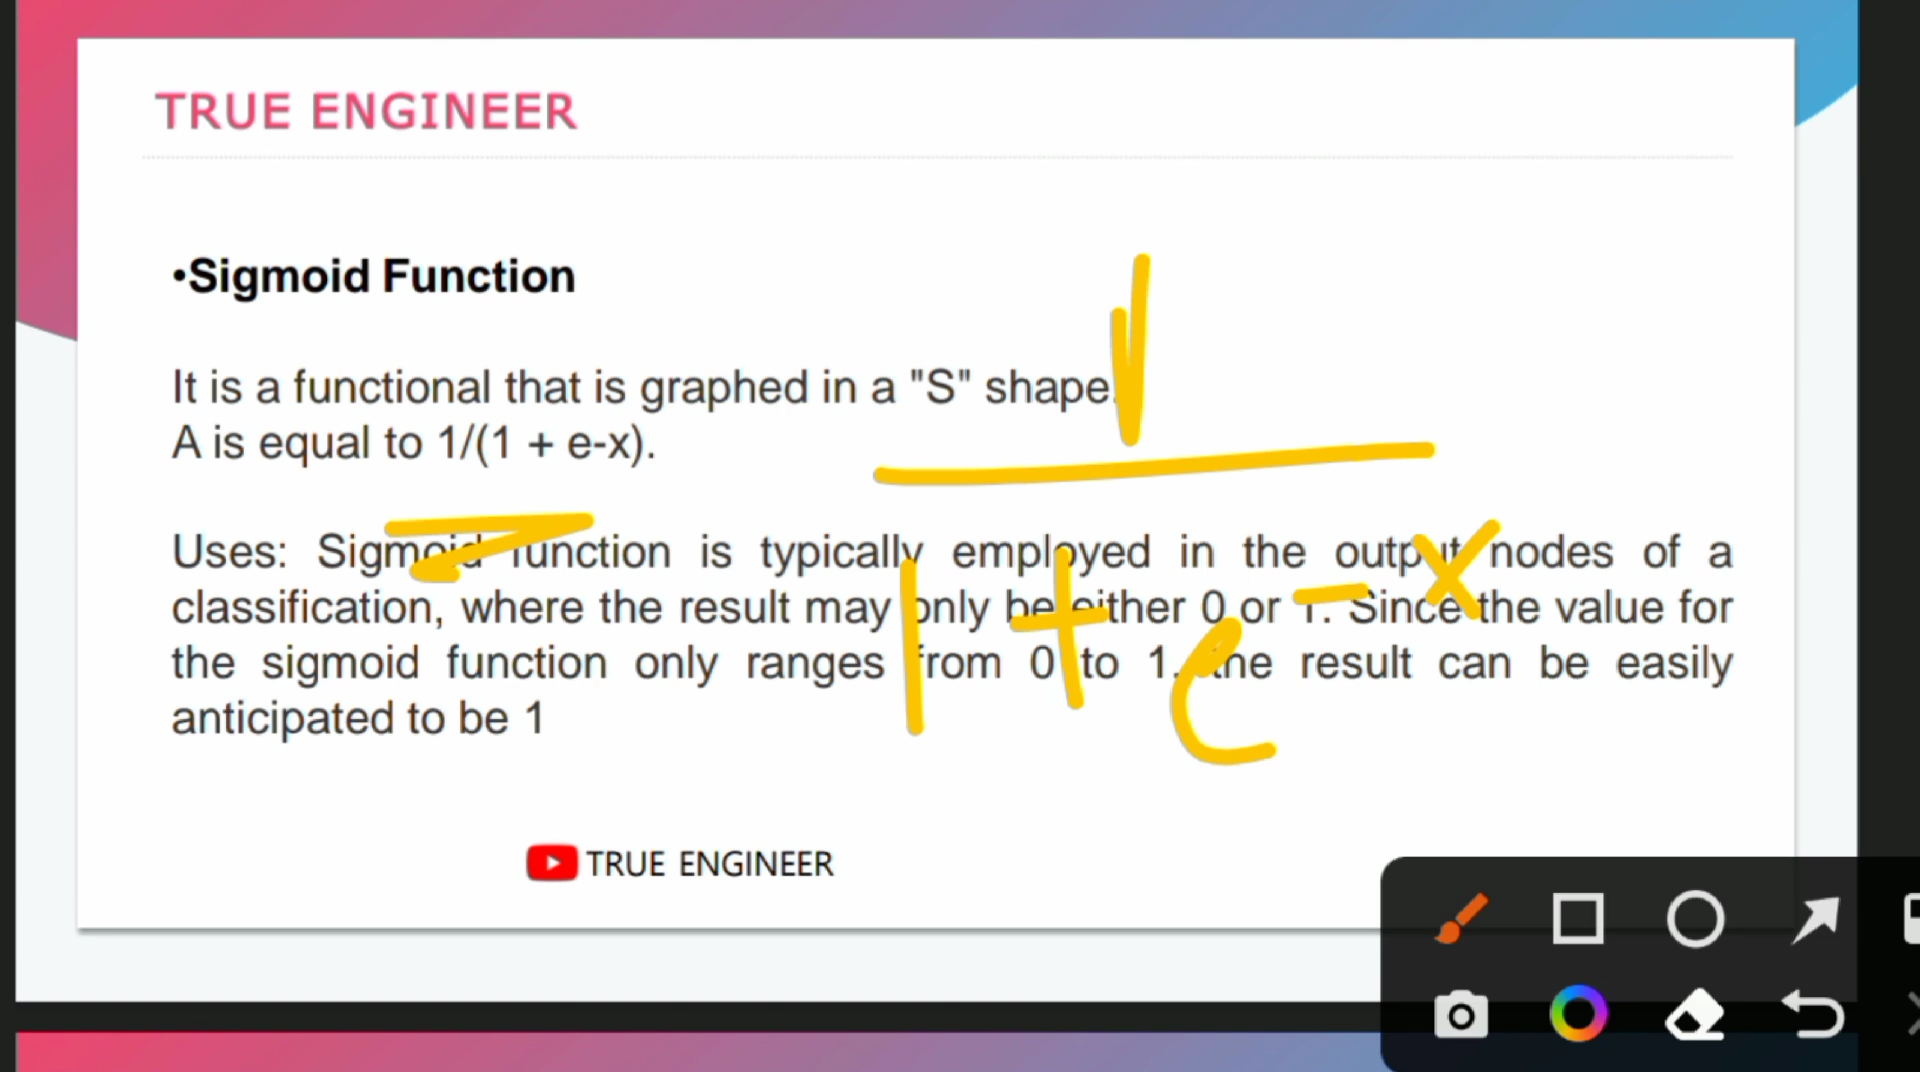 TRUE ENGINEER
•Sigmoid Function
It is a functional that is graphed in a "S" shape.
A is equal to 1/(1 + e-x).
1
1 + e - x
Uses: Sigmoid function is typically employed in the output nodes of a
classification, where the result may only be either 0 or 1. Since the value for
the sigmoid function only ranges from 0 to 1, the result can be easily
anticipated to be 1
TRUE ENGINEER